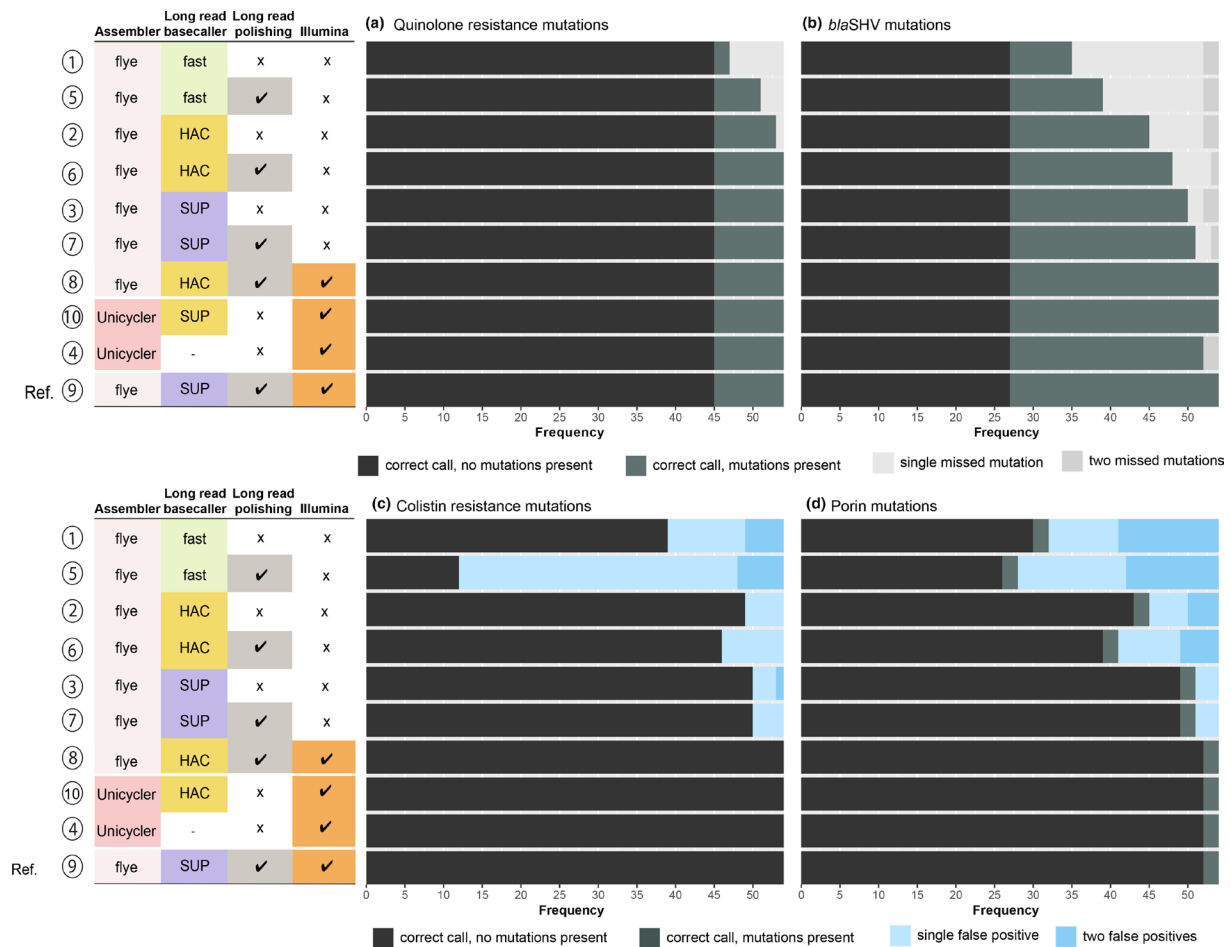 Assembler Long read basecaller Long read polishing Illumina
(a) Quinolone resistance mutations (b) blaSHV mutations
1 flye fast x x
5 flye fast ✔ x
2 flye HAC x x
6 flye HAC ✔ x
3 flye SUP x x
7 flye SUP ✔ x
8 flye HAC ✔ ✔
10 Unicycler SUP x ✔
4 Unicycler - x ✔
Ref. 9 flye SUP ✔ ✔
0 5 10 15 20 25 30 35 40 45 50 0 5 10 15 20 25 30 35 40 45 50
Frequency Frequency
correct call, no mutations present correct call, mutations present single missed mutation two missed mutations
Assembler Long read basecaller Long read polishing Illumina
(c) Colistin resistance mutations (d) Porin mutations
1 flye fast x x
5 flye fast ✔ x
2 flye HAC x x
6 flye HAC ✔ x
3 flye SUP x x
7 flye SUP ✔ x
8 flye HAC ✔ ✔
10 Unicycler HAC x ✔
4 Unicycler - x ✔
Ref. 9 flye SUP ✔ ✔
0 5 10 15 20 25 30 35 40 45 50 0 5 10 15 20 25 30 35 40 45 50
Frequency Frequency
correct call, no mutations present correct call, mutations present single false positive two false positives